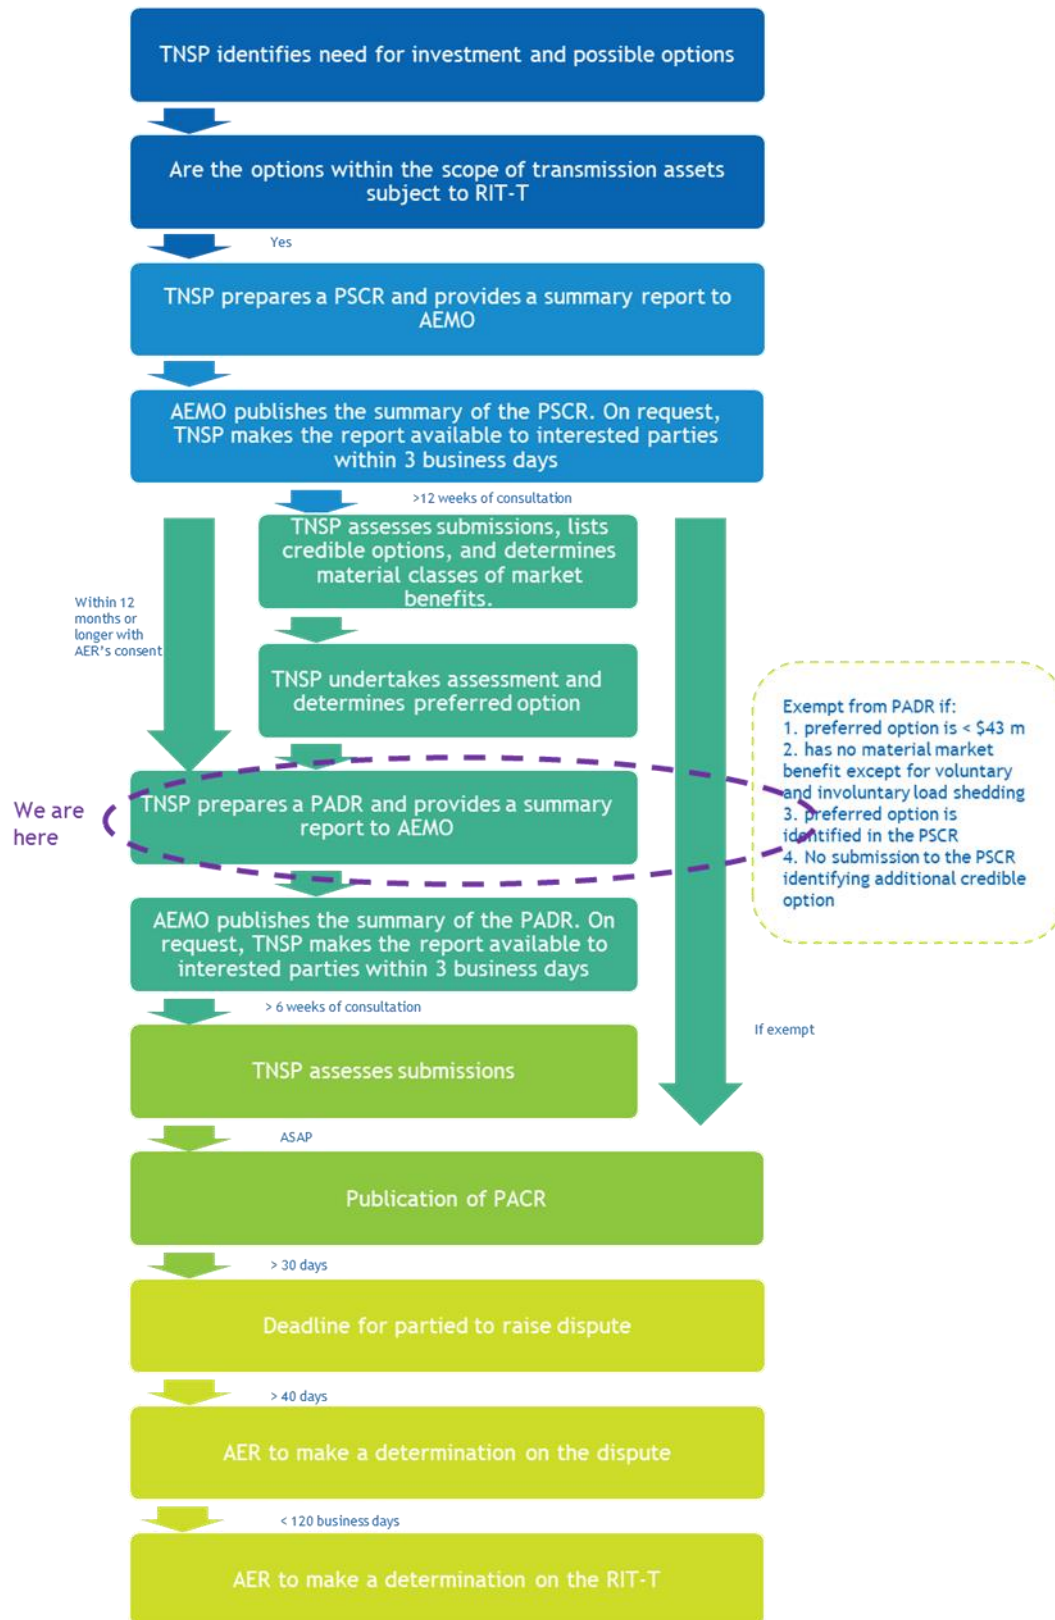 TNSP identifies need for investment and possible options
Are the options within the scope of transmission assets
subject to RIT-T
Yes
TNSP prepares a PSCR and provides a summary report to
AEMO
AEMO publishes the summary of the PSCR. On request,
TNSP makes the report available to interested parties
within 3 business days
>12 weeks of consultation
TNSP assesses submissions, lists
credible options, and determines
material classes of market
benefits.
Within 12
months or
longer with
AER's consent
TNSP undertakes assessment and
determines preferred option
Exempt from PADR if:
1. preferred option is < $43 m
2. has no material market
benefit except for voluntary
and involuntary load shedding
3. preferred option is
identified in the PSCR
4. No submission to the PSCR
identifying additional credible
option
We are
here
TNSP prepares a PADR and provides a summary
report to AEMO
AEMO publishes the summary of the PADR. On
request, TNSP makes the report available to
interested parties within 3 business days
> 6 weeks of consultation
If exempt
TNSP assesses submissions
ASAP
Publication of PACR
> 30 days
Deadline for partied to raise dispute
> 40 days
AER to make a determination on the dispute
< 120 business days
AER to make a determination on the RIT-T